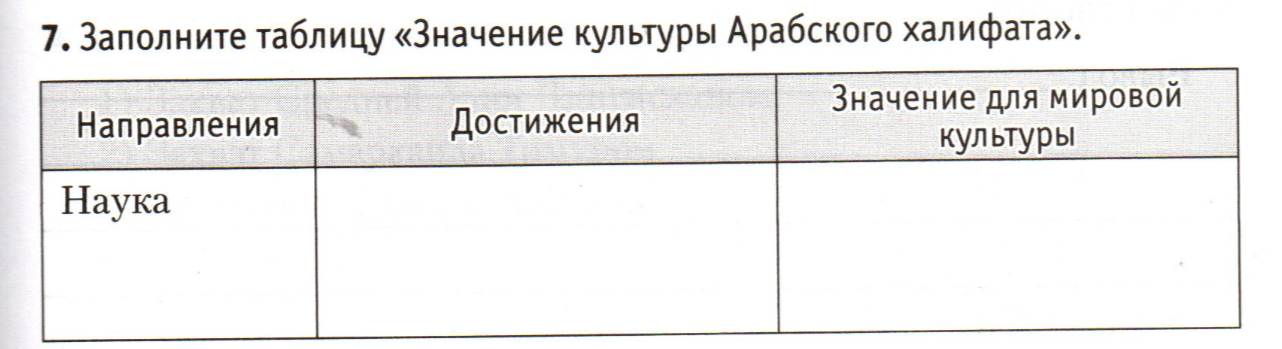 7. Заполните таблицу «Значение культуры Арабского халифата».
Направления
Достижения
Значение для мировой
культуры
Наука